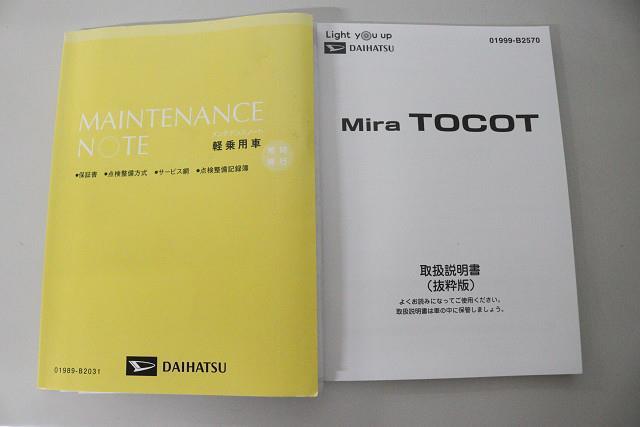 MAINTENANCE
NOTE
メンテナンスノート
軽乗用車
●保証書 ●点検整備方式 ●サービス網 ●点検整備記録簿
01989-B2031
DAIHATSU
Light you up
DAIHATSU
01999-B2570
Mira TOCOT
取扱説明書
（抜粋版）
よくお読みになってご使用ください。
取扱説明書は車の中に保管しましょう。